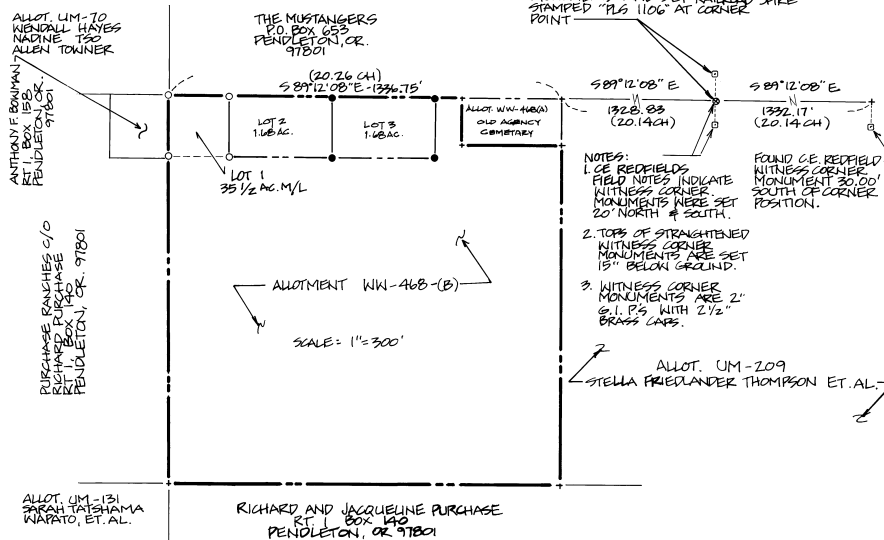 ALLOT. UM-70
WENDALL HAYES
NADINE TSO
ALLEN TOWNER
ANTHONY F. BOWMAN
RT 1, BOX 158
PENDLETON, OR.
97801
THE MUSTANGERS
P.O. BOX 653
PENDLETON, OR.
97801
(20.26 CH)
S 89°12'08" E - 1336.75'
STAMPED "PLS 1106" AT CORNER
POINT
S 89°12'08" E
1328.83
(20.14 CH)
S 89°12'08" E
1332.17'
(20.14 CH)
LOT 2
1.68 AC.
LOT 3
1.68 AC.
ALLOT. WW-468(A)
OLD AGENCY
CEMETARY
LOT 1
35 1/2 AC. M/L
NOTES:
1. CE REDFIELDS
FIELD NOTES INDICATE
WITNESS CORNER.
MONUMENTS WERE SET
20' NORTH & SOUTH.
2. TOPS OF STRAIGHTENED
WITNESS CORNER
MONUMENTS ARE SET
15" BELOW GROUND.
3. WITNESS CORNER
MONUMENTS ARE 2"
G.I. P.'S WITH 2 1/2"
BRASS CAPS.
FOUND C.E. REDFIELD
WITNESS CORNER
MONUMENT 30.00'
SOUTH OF CORNER
POSITION.
PURCHASE RANCHES C/O
RICHARD PURCHASE
RT 1, BOX 140
PENDLETON, OR. 97801
ALLOTMENT WW-468-(B)
SCALE = 1"=300'
ALLOT. UM-209
STELLA FRIEDLANDER THOMPSON ET. AL.
ALLOT. UM-131
SARAH TATSHAMA
WAPATO, ET. AL.
RICHARD AND JACQUELINE PURCHASE
RT. 1 BOX 140
PENDLETON, OR 97801